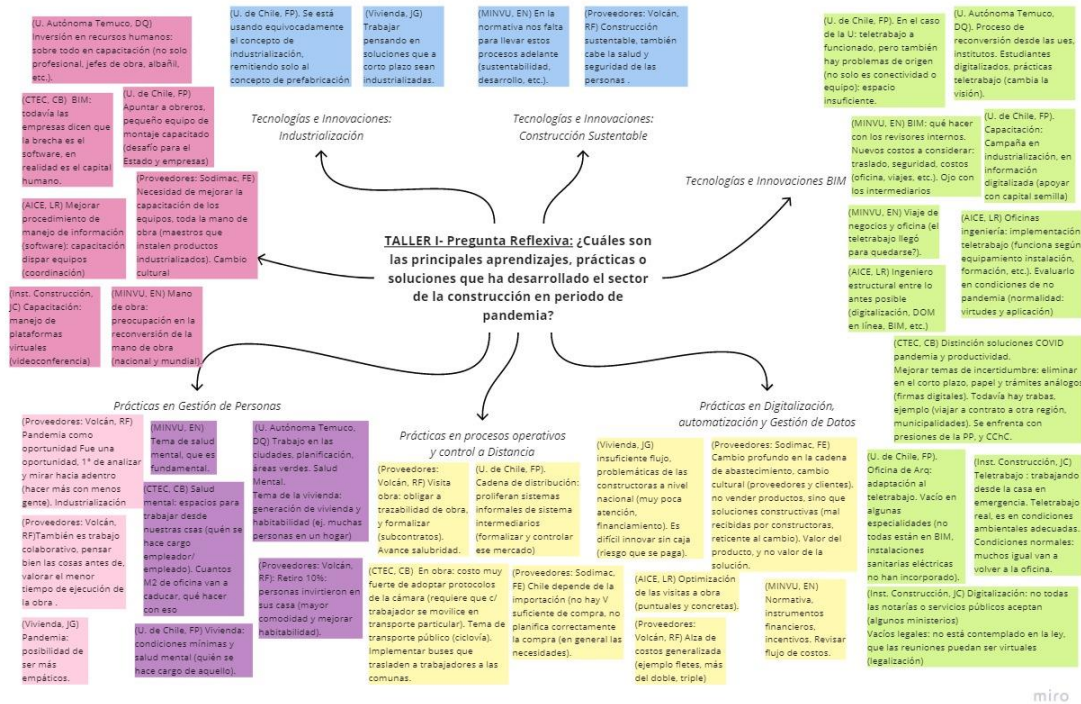 (U. Autónoma Temuco, DQ)
Inversión en recursos humanos:
sobre todo en capacitación (no solo
profesional, jefes de obra, albañil,
etc.).
(CTEC, CB) BIM:
todavía las
empresas dicen que
la brecha es el
software, en
realidad es el capital
humano.
(U. de Chile, FP)
Apuntar a obreros,
pequeño equipo de
montaje capacitado
(desafío para el
Estado y empresas)
(AICE, LR) Mejorar
procedimiento de
manejo de información
(software): capacitación
dispar equipos
(coordinación)
(Proveedores: Sodimac, FE)
Necesidad de mejorar la
capacitación de los
equipos, toda la mano de
obra (maestros que
instalen productos
industrializados). Cambio
cultural
(Inst. Construcción,
JC) Capacitación:
manejo de
plataformas
virtuales
(videoconferencia)
(MINVU, EN) Mano
de obra:
preocupación en la
reconversión de la
mano de obra
(nacional y mundial).
(U. de Chile, FP). Se está
usando equivocadamente
el concepto de
industrialización,
remitiendo solo al
concepto de prefabricación
(Vivienda, JG)
Trabajar
pensando en
soluciones que a
corto plazo sean
industrializadas.
Tecnologías e Innovaciones:
Industrialización
(MINVU, EN) En la
normativa nos falta
para llevar estos
procesos adelante
(sustentabilidad,
desarrollo, etc.).
(Proveedores: Volcán,
RF) Construcción
sustentable, también
cabe la salud y
seguridad de las
personas .
Tecnologías e Innovaciones:
Construcción Sustentable
(U. de Chile, FP). En el caso
de la U: teletrabajo a
funcionado, pero también
hay problemas de origen
(no solo es conectividad o
equipo): espacio
insuficiente.
(U. Autónoma Temuco,
DQ). Proceso de
reconversión desde las ues,
institutos. Estudiantes
digitalizados, prácticas
teletrabajo (cambia la
visión).
Tecnologías e Innovaciones BIM
(MINVU, EN) BIM: qué hacer
con los revisores internos.
Nuevos costos a considerar:
traslado, seguridad, costos
(oficina, viajes, etc.). Ojo con
los intermediarios
(U. de Chile, FP).
Capacitación:
Campaña en
industrialización, en
información
digitalizada (apoyar
con capital semilla)
(MINVU, EN) Viaje de
negocios y oficina (el
teletrabajo llegó
para quedarse?).
(AICE, LR) Oficinas
ingeniería: implementación
teletrabajo (funciona según
equipamiento instalación,
formación, etc.). Evaluarlo
en condiciones de no
pandemia (normalidad:
virtudes y aplicación)
(AICE, LR) Ingeniero
estructural entre lo
antes posible
(digitalización, DOM
en línea, BIM, etc.)
(CTEC, CB) Distinción soluciones COVID
pandemia y productividad.
Mejorar temas de incertidumbre: eliminar
en el corto plazo, papel y trámites análogos
(firmas digitales). Todavía hay trabas,
ejemplo (viajar a contrato a otra región,
municipalidades). Se enfrenta con
presiones de la PP, y CChC.
(U. de Chile, FP).
Oficina de Arq:
adaptación al
teletrabajo. Vacío en
algunas
especialidades (no
todas están en BIM,
instalaciones
sanitarias eléctricas
no han incorporado).
(Inst. Construcción, JC)
Teletrabajo : trabajando
desde la casa en
emergencia. Teletrabajo
real, es en condiciones
ambientales adecuadas.
Condiciones normales:
muchos igual van a
volver a la oficina.
(Inst. Construcción, JC) Digitalización: no todas
las notarías o servicios públicos aceptan
(algunos ministerios)
Vacíos legales: no está contemplado en la ley,
que las reuniones puedan ser virtuales
(legalización)
TALLER I- Pregunta Reflexiva: ¿Cuáles son
las principales aprendizajes, prácticas o
soluciones que ha desarrollado el sector
de la construcción en periodo de
pandemia?
Prácticas en Gestión de Personas
(Proveedores: Volcán, RF)
Pandemia como
oportunidad Fue una
oportunidad, 1ª de analizar
y mirar hacia adentro
(hacer más con menos
gente). Industrialización
(Proveedores: Volcán,
RF)También es trabajo
colaborativo, pensar
bien las cosas antes de,
valorar el menor
tiempo de ejecución de
la obra .
(Vivienda, JG)
Pandemia:
posibilidad
de ser más
empáticos.
(MINVU, EN)
Tema de salud
mental, que es
fundamental.
(CTEC, CB) Salud
mental: espacios para
trabajar desde
nuestras csas (quién se
hace cargo
empleador/
empleado). Cuantos
M2 de oficina van a
caducar, qué hacer
con eso
(U. de Chile, FP) Vivienda:
condiciones mínimas y
salud mental (quién se
hace cargo de aquello).
(U. Autónoma Temuco,
DQ) Trabajo en las
ciudades, planificación,
áreas verdes. Salud
Mental.
Tema de la vivienda:
generación de vivienda y
habitabilidad (ej. muchas
personas en un hogar)
(Proveedores: Volcán,
RF): Retiro 10%:
personas invirtieron en
sus casa (mayor
comodidad y mejorar
habitabilidad).
Prácticas en procesos operativos
y control a Distancia
(Proveedores:
Volcán, RF) Visita
obra: obligar a
trazabilidad de obra,
y formalizar
(subcontratos).
Avance salubridad.
(U. de Chile, FP).
Cadena de distribución:
proliferan sistemas
informales de sistema
intermediarios
(formalizar y controlar
ese mercado)
(CTEC, CB) En obra: costo muy
fuerte de adoptar protocolos
de la cámara (requiere que c/
trabajador se movilice en
transporte particular). Tema de
transporte público (ciclovía).
Implementar buses que
trasladen a trabajadores a las
comunas.
(Proveedores: Sodimac,
FE) Chile depende de la
importación (no hay V
suficiente de compra, no
planifica correctamente
la compra (en general las
necesidades).
Prácticas en Digitalización,
automatización y Gestión de Datos
(Vivienda, JG)
insuficiente flujo,
problemáticas de las
constructoras a nivel
nacional (muy poca
atención,
financiamiento). Es
difícil innovar sin caja
(riesgo que se paga).
(Proveedores: Sodimac, FE)
Cambio profundo en la cadena
de abastecimiento, cambio
cultural (proveedores y clientes).
no vender productos, sino que
soluciones constructivas (mal
recibidas por constructoras,
reticente al cambio). Valor del
producto, y no valor de la
solución.
(AICE, LR) Optimización
de las visitas a obra
(puntuales y concretas).
(Proveedores:
Volcán, RF) Alza de
costos generalizada
(ejemplo fletes, más
del doble, triple)
(MINVU, EN)
Normativa,
instrumentos
financieros,
incentivos. Revisar
flujo de costos.
miro